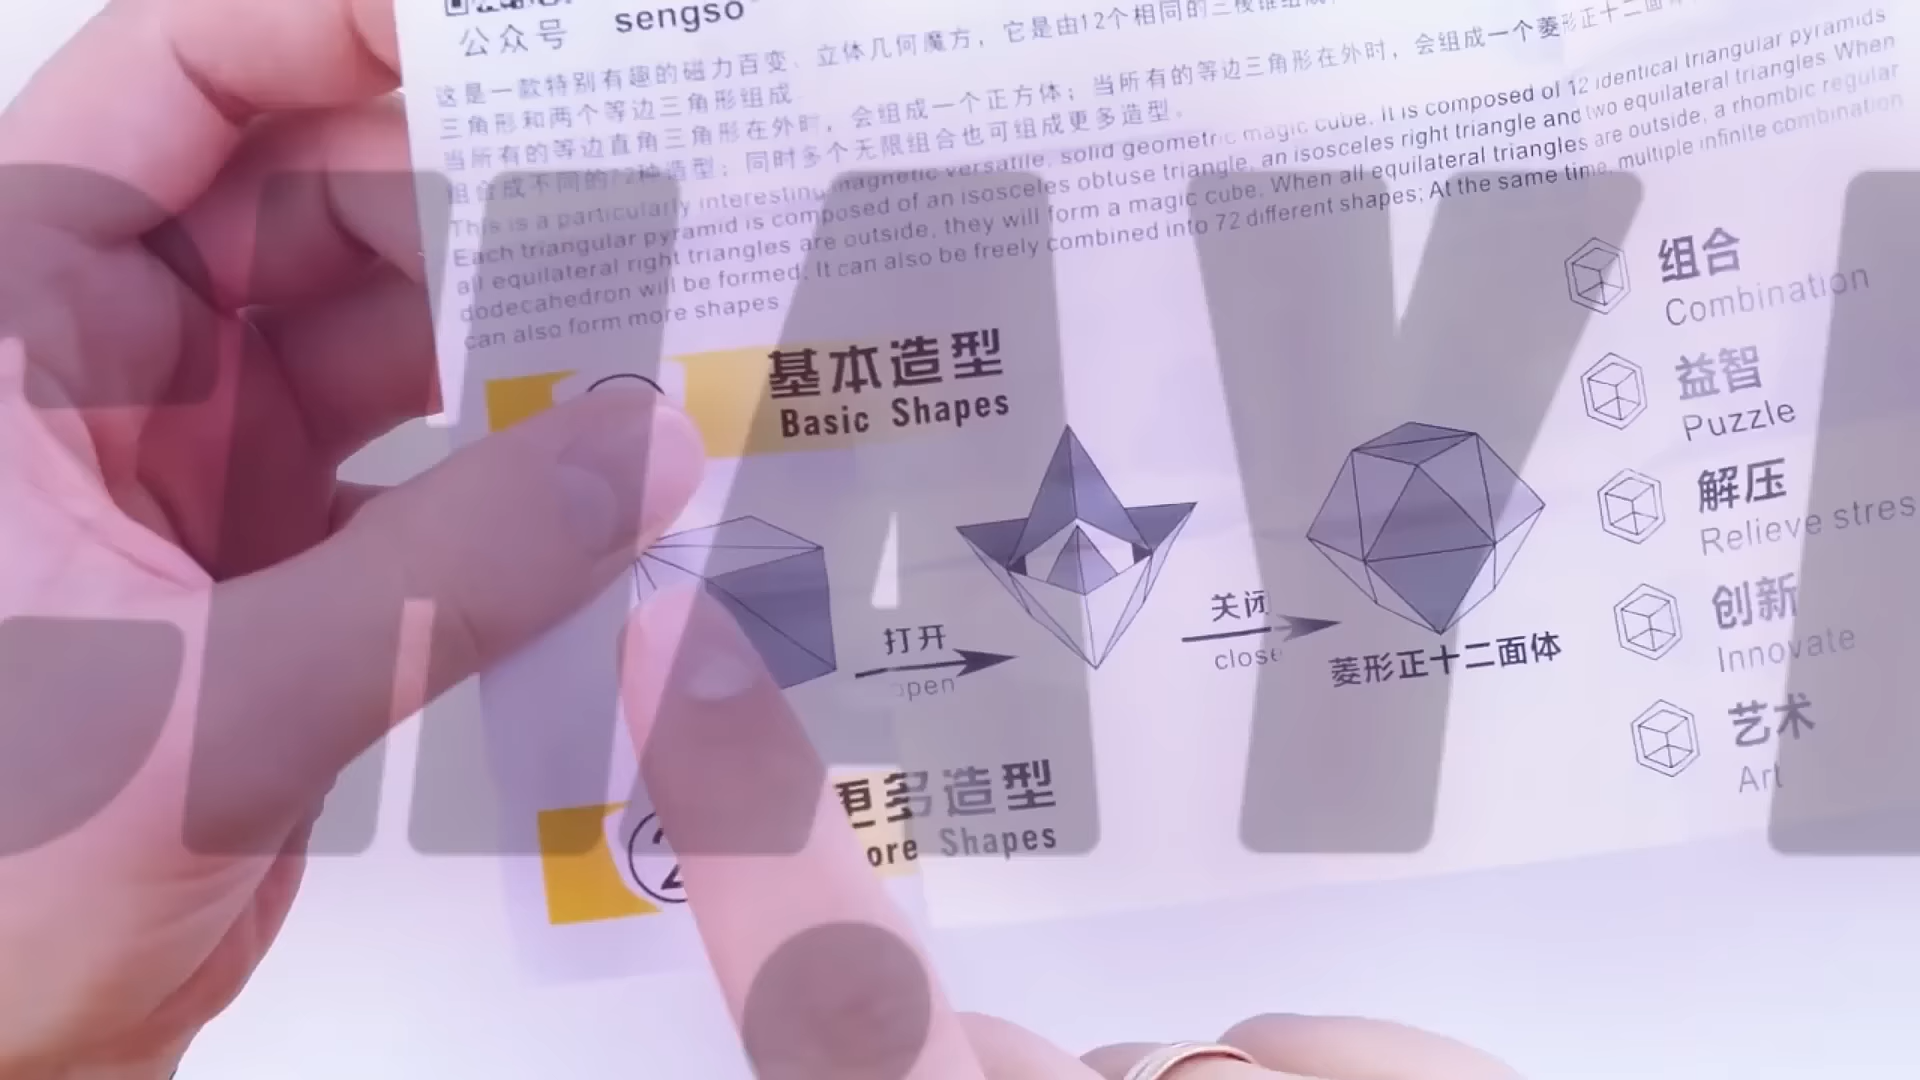 公众号 sengso
这是一款特别有趣的磁力百变、立体几何魔方，它是由12个相同的三棱锥组成，
三角形和两个等边三角形组成.
当所有的等边直角三角形在外时，会组成一个正方体；当所有的等边三角形在外时，会组成一个菱形正十二面
组合成不同的72种造型；同时多个无限组合也可组成更多造型。
This is a particularly interesting magnetic versatile, solid geometric magic cube. It is composed of 12 identical triangular pyramids
Each triangular pyramid is composed of an isosceles obtuse triangle, an isosceles right triangle and two equilateral triangles When
all equilateral right triangles are outside, they will form a magic cube. When all equilateral triangles are outside, a rhombic regular
dodecahedron will be formed; It can also be freely combined into 72 different shapes; At the same time, multiple infinite combination
can also form more shapes
基本造型
Basic Shapes
打开
open
关闭
close
菱形正十二面体
组合
Combination
益智
Puzzle
解压
Relieve stres
创新
Innovate
艺术
Art
2
更多造型
ore Shapes